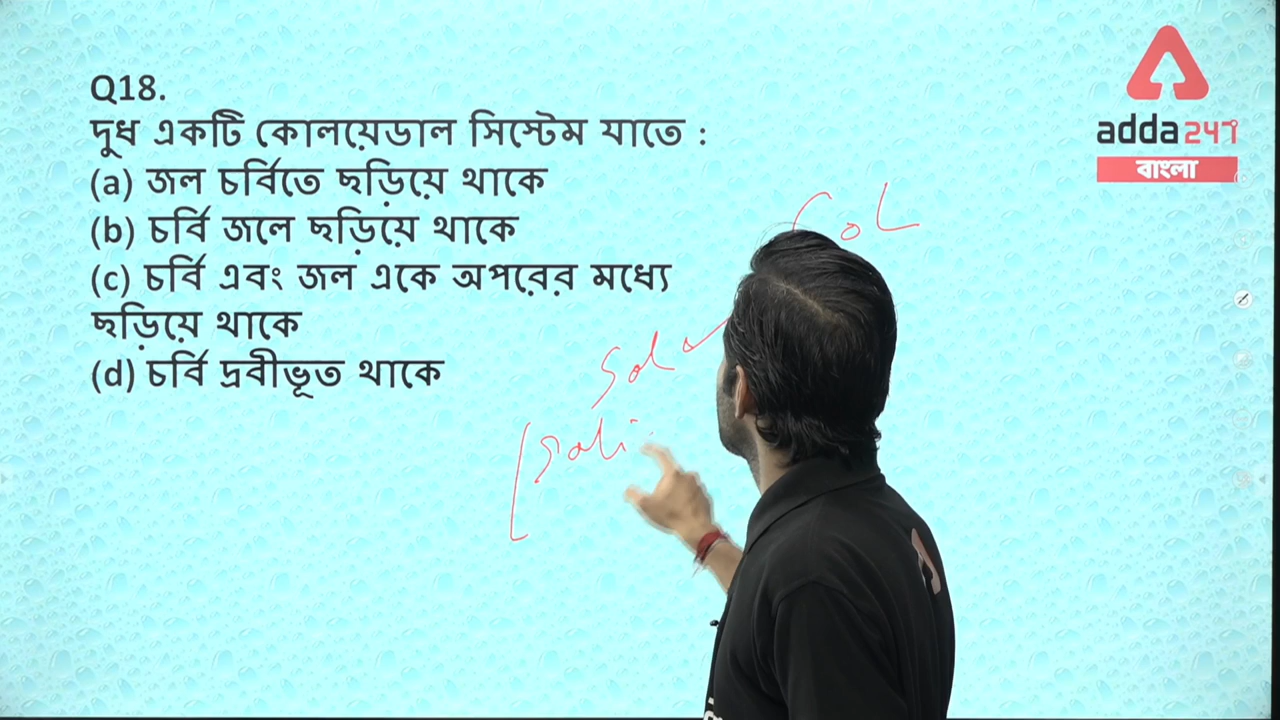 Q18.
দুধ একটি কোলয়েডাল সিস্টেম যাতে :
(a) জল চর্বিতে ছড়িয়ে থাকে
(b) চর্বি জলে ছড়িয়ে থাকে
(c) চর্বি এবং জল একে অপরের মধ্যে
ছড়িয়ে থাকে
(d) চর্বি দ্রবীভূত থাকে
adda247
বাংলা
Sol